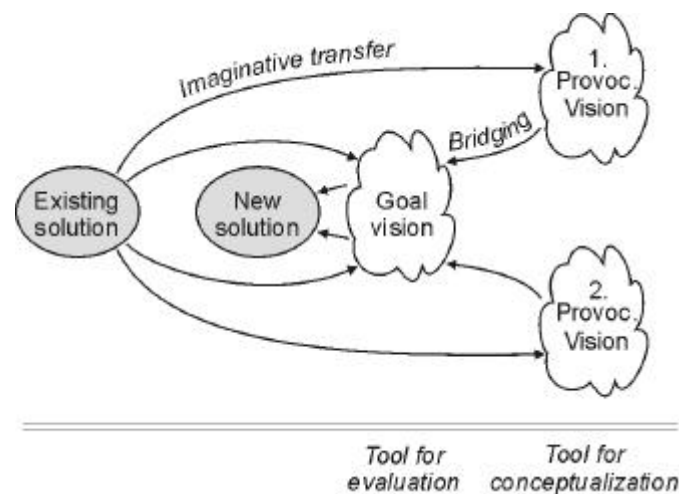 Imaginative transfer
1.
Provoc.
Vision
Bridging
Existing
solution
New
solution
Goal
vision
2.
Provoc.
Vision
Tool for
evaluation
Tool for
conceptualization